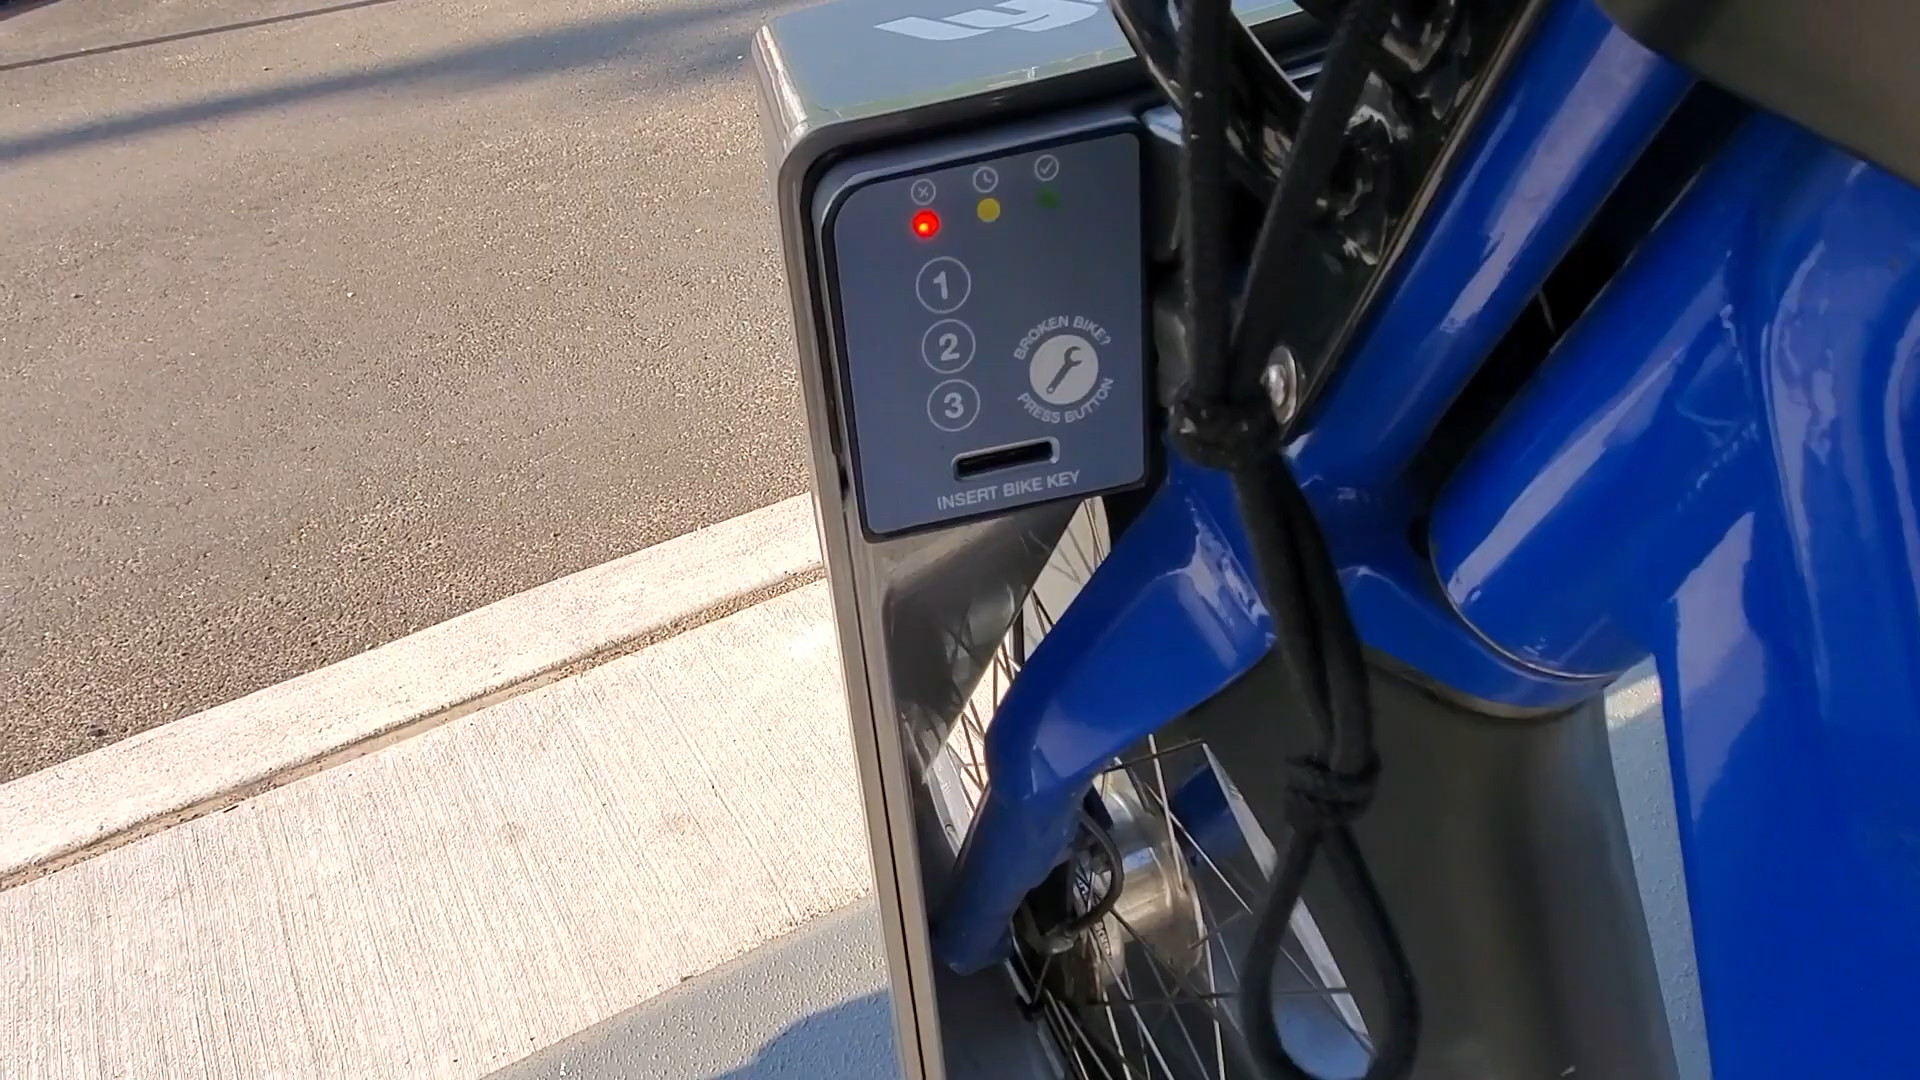 1
2
3
BROKEN BIKE?
PRESS BUTTON
INSERT BIKE KEY